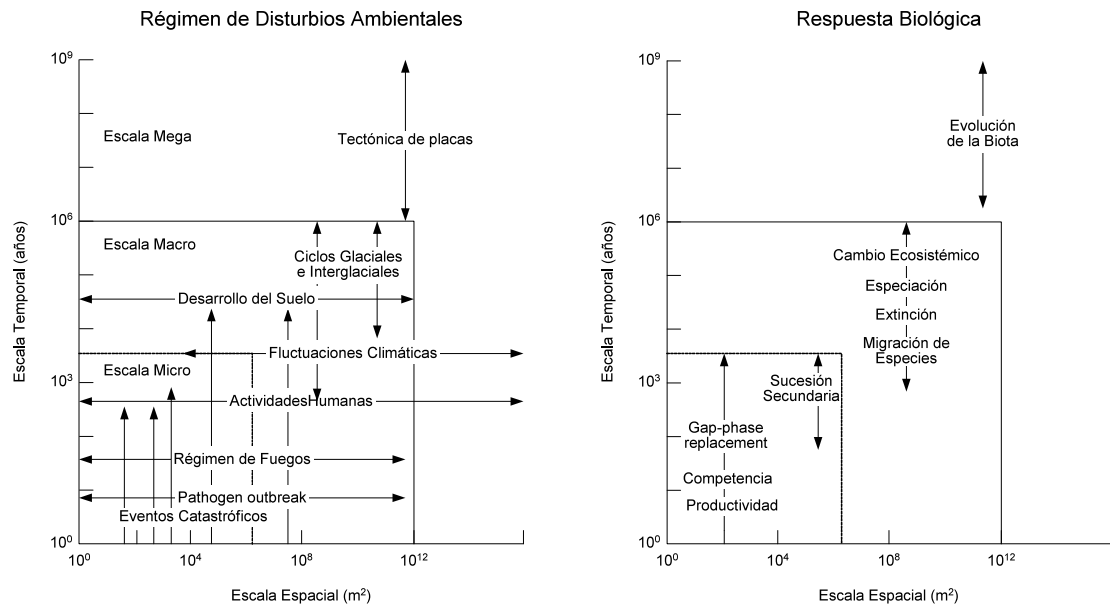 Régimen de Disturbios Ambientales
10⁹
Escala Mega
Tectónica de placas
10⁶
Escala Macro
Ciclos Glaciales
e Interglaciales
Desarrollo del Suelo
Fluctuaciones Climáticas
Escala Micro
10³
ActividadesHumanas
Régimen de Fuegos
Pathogen outbreak
Eventos Catastróficos
10⁰
10⁰
10⁴
10⁸
10¹²
Escala Temporal (años)
Escala Espacial (m²)
Respuesta Biológica
10⁹
Evolución
de la Biota
10⁶
Cambio Ecosistémico
Especiación
Extinción
Migración de
Especies
10³
Sucesión
Secundaria
Gap-phase
replacement
Competencia
Productividad
10⁰
10⁰
10⁴
10⁸
10¹²
Escala Temporal (años)
Escala Espacial (m²)